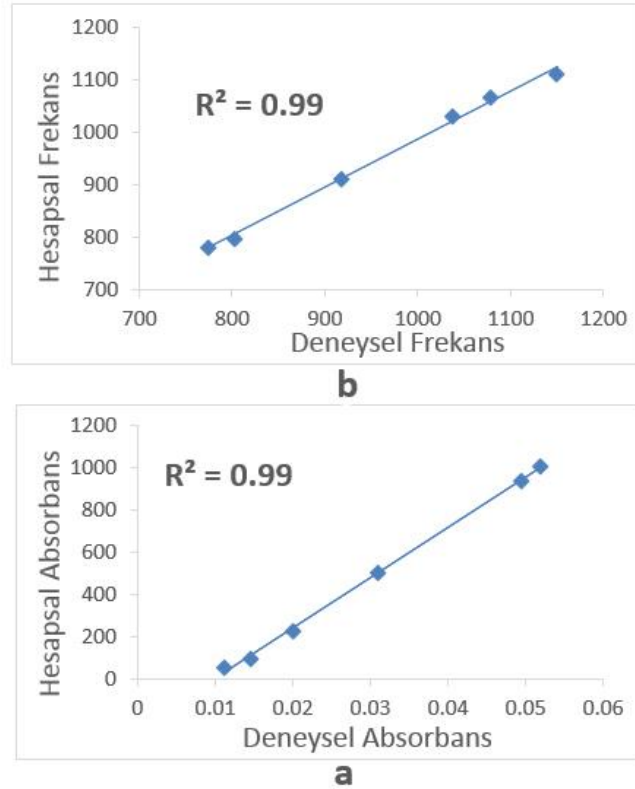 1200
1100
1000
900
800
700
Hesapsal Frekans
R² = 0.99
700 800 900 1000 1100 1200
Deneysel Frekans
b
1200
1000
800
600
400
200
0
Hesapsal Absorbans
R² = 0.99
0 0.01 0.02 0.03 0.04 0.05 0.06
Deneysel Absorbans
a